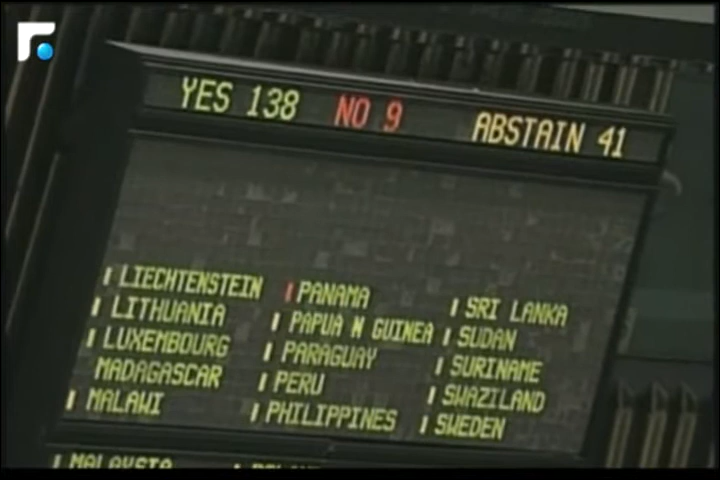 YES 138 NO 9 ABSTAIN 41
LIECHTENSTEIN PANAMA SRI LANKA
LITHUANIA PAPUA N GUINEA SUDAN
LUXEMBOURG PARAGUAY SURINAME
MADAGASCAR PERU SWAZILAND
MALAWI PHILIPPINES SWEDEN
MALAYSIA